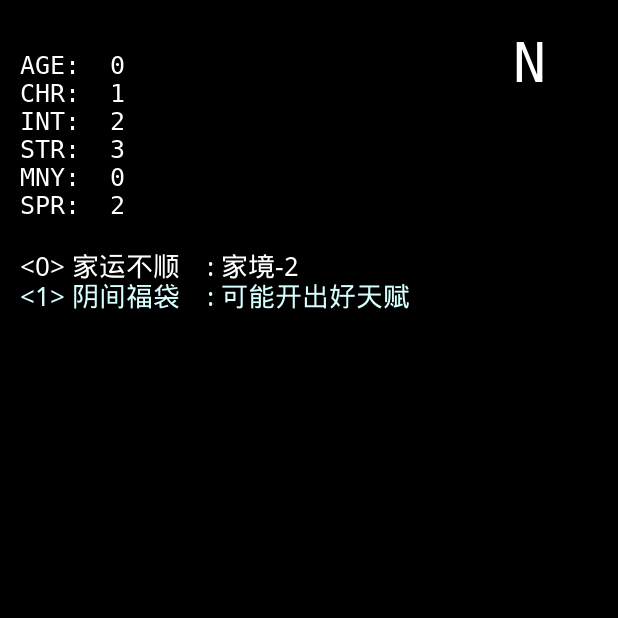 N
AGE: 0
CHR: 1
INT: 2
STR: 3
MNY: 0
SPR: 2
<0> 家运不顺 : 家境-2
<1> 阴间福袋 : 可能开出好天赋